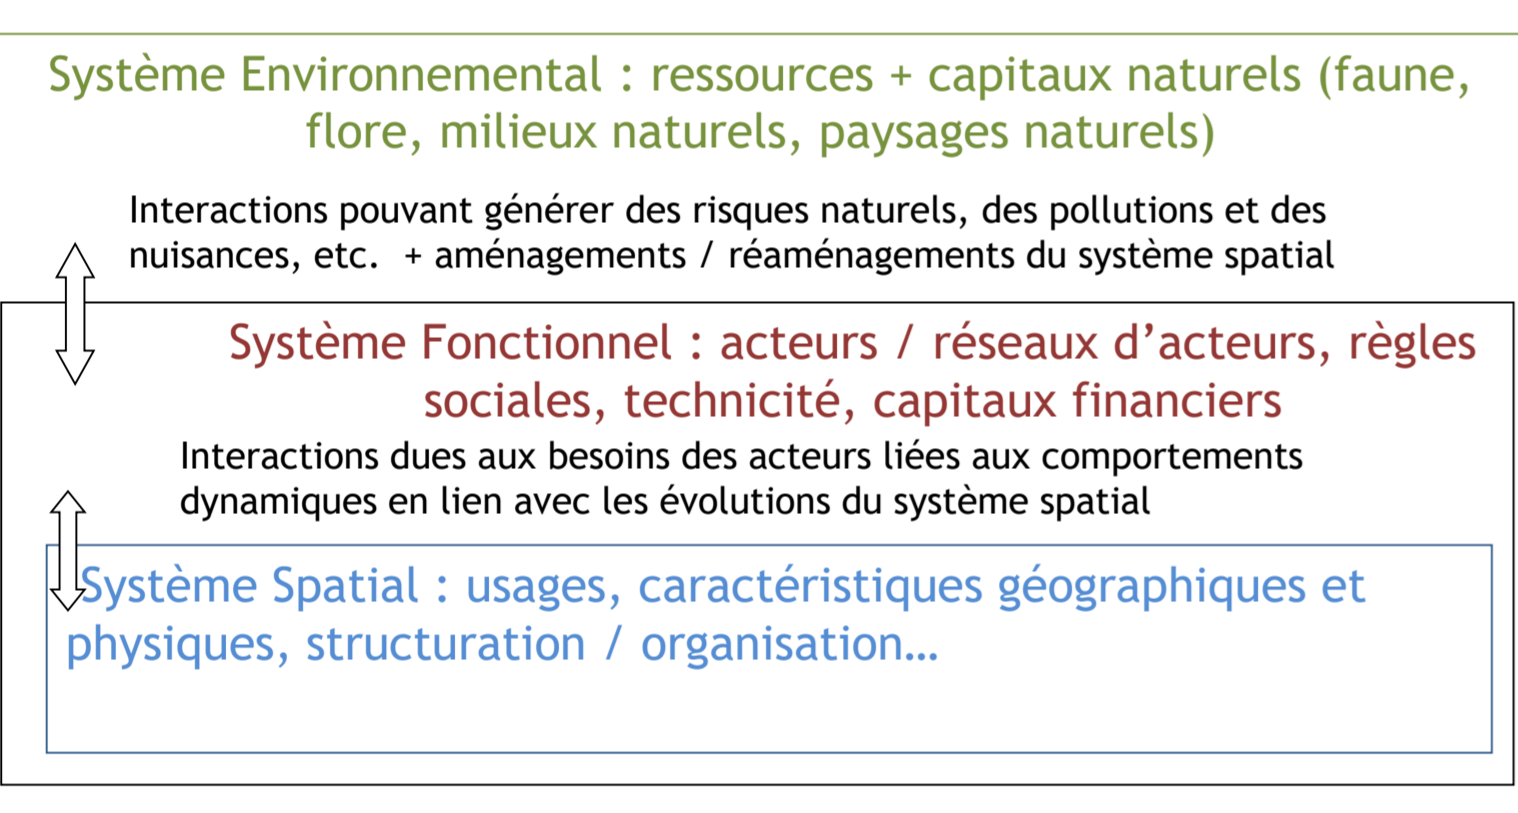 Système Environnemental : ressources + capitaux naturels (faune,
flore, milieux naturels, paysages naturels)
Interactions pouvant générer des risques naturels, des pollutions et des
nuisances, etc.  + aménagements / réaménagements du système spatial
Système Fonctionnel : acteurs / réseaux d’acteurs, règles
sociales, technicité, capitaux financiers
Interactions dues aux besoins des acteurs liées aux comportements
dynamiques en lien avec les évolutions du système spatial
Système Spatial : usages, caractéristiques géographiques et
physiques, structuration / organisation…